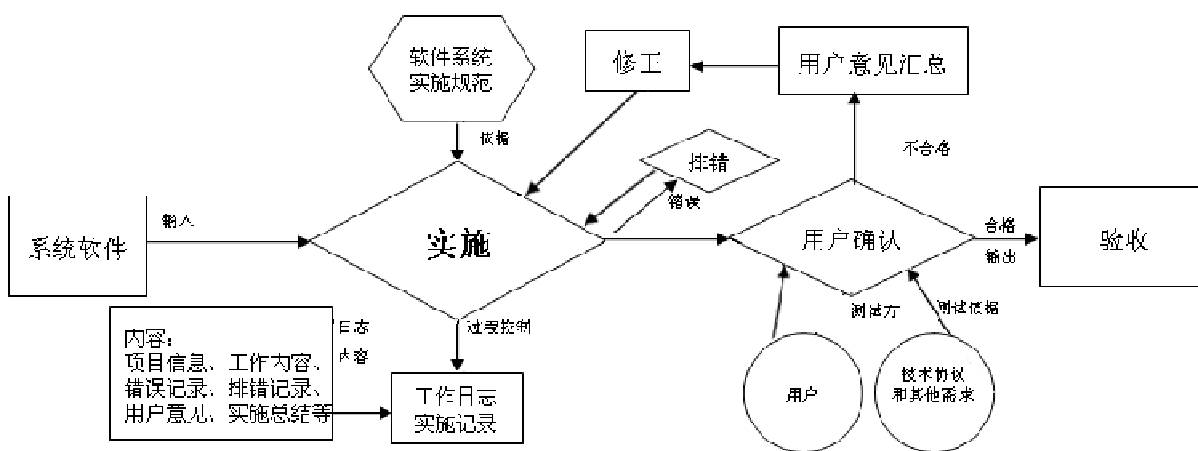 软件系统
实施规范
修工
用户意见汇总
依据
不合格
排错
错误
输入
系统软件
实施
用户确认
合格
输出
验收
测试方
测试依据
过程控制
日志
内容
内容:
项目信息、工作内容、
错误记录、排错记录、
用户意见、实施总结等
工作日志
实施记录
用户
技术协议
和其他需求